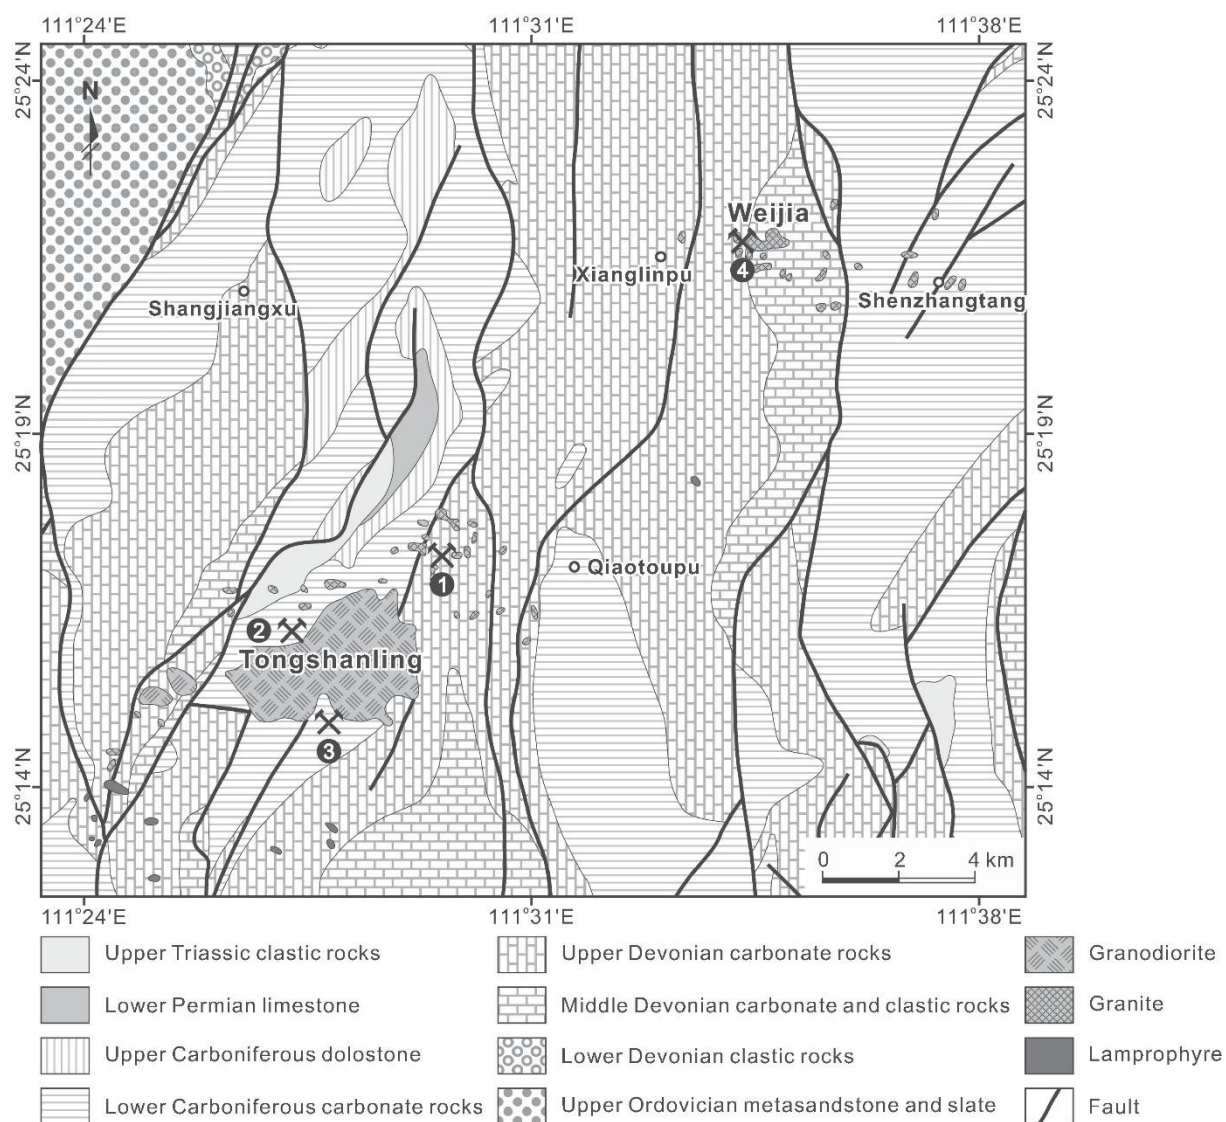 111°24'E 111°31'E 111°38'E
25°24'N 25°24'N
N
Weijia
4
Xianglinpu
Shangjiangxu
Shenzhangtang
25°19'N 25°19'N
Qiaotoupu
1
2
Tongshanling
3
25°14'N 25°14'N
0 2 4 km
111°24'E 111°31'E 111°38'E
Upper Triassic clastic rocks
Lower Permian limestone
Upper Carboniferous dolostone
Lower Carboniferous carbonate rocks
Upper Devonian carbonate rocks
Middle Devonian carbonate and clastic rocks
Lower Devonian clastic rocks
Upper Ordovician metasandstone and slate
Granodiorite
Granite
Lamprophyre
Fault